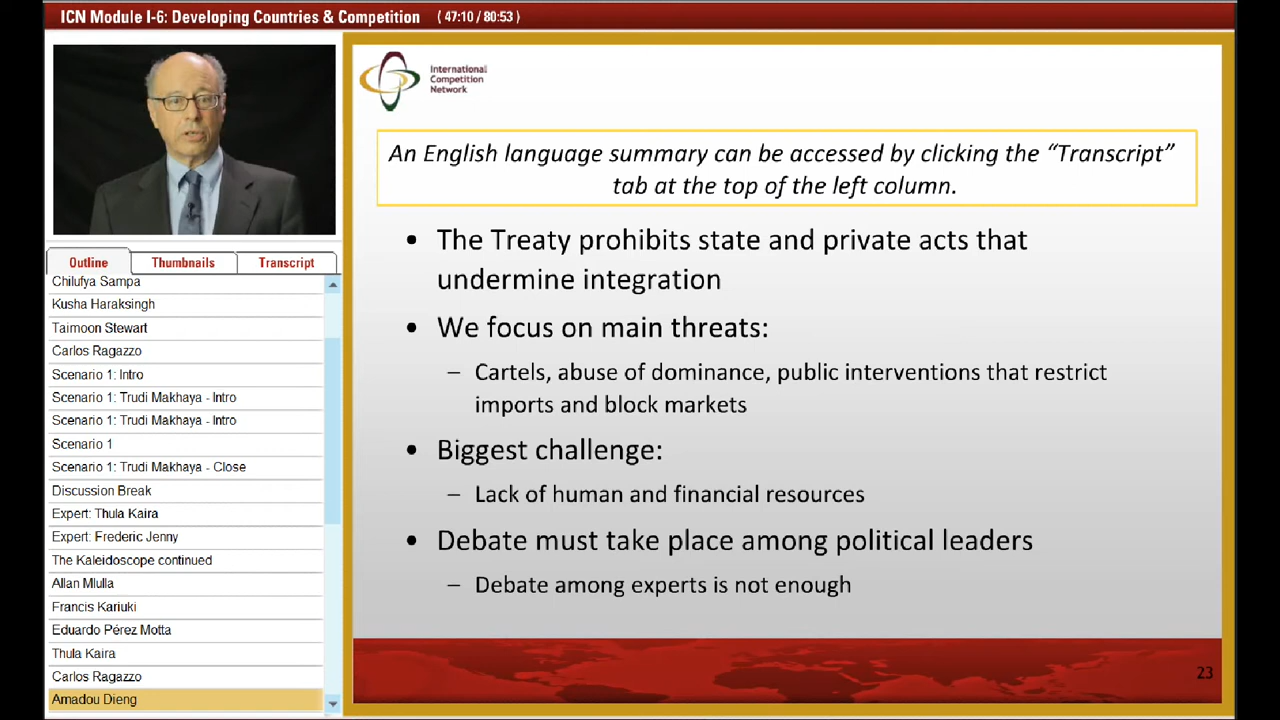 ICN Module I-6: Developing Countries & Competition ( 47:10 / 80:53 )
Outline
Thumbnails
Transcript
Chilufya Sampa
Kusha Haraksingh
Taimoon Stewart
Carlos Ragazzo
Scenario 1: Intro
Scenario 1: Trudi Makhaya - Intro
Scenario 1: Trudi Makhaya - Intro
Scenario 1
Scenario 1: Trudi Makhaya - Close
Discussion Break
Expert: Thula Kaira
Expert: Frederic Jenny
The Kaleidoscope continued
Allan Mlulla
Francis Kariuki
Eduardo Pérez Motta
Thula Kaira
Carlos Ragazzo
Amadou Dieng
International
Competition
Network
An English language summary can be accessed by clicking the “Transcript”
tab at the top of the left column.
• The Treaty prohibits state and private acts that
undermine integration
• We focus on main threats:
– Cartels, abuse of dominance, public interventions that restrict
imports and block markets
• Biggest challenge:
– Lack of human and financial resources
• Debate must take place among political leaders
– Debate among experts is not enough
23